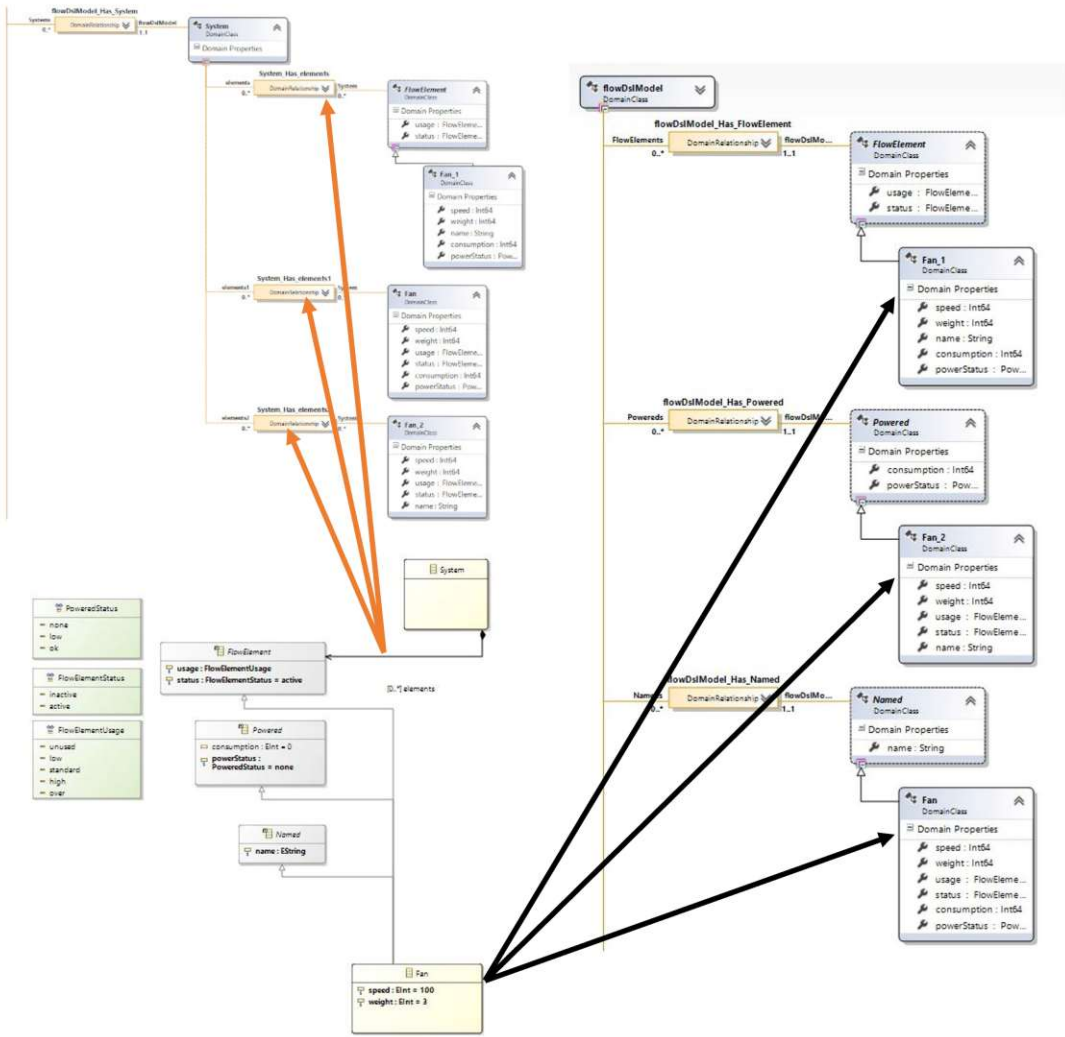 flowDslModel_Has_System
Systems
0..*
DomainRelationship
flowDslModel
1..1
System
DomainClass
Domain Properties
System_Has_elements
elements
0..*
DomainRelationship
System
0..*
FlowElement
DomainClass
Domain Properties
usage : FlowEleme...
status : FlowEleme...
Fan_1
DomainClass
Domain Properties
speed : Int64
weight : Int64
name : String
consumption : Int64
powerStatus : Pow...
System_Has_elements1
elements1
0..*
DomainRelationship
System
0..*
Fan
DomainClass
Domain Properties
speed : Int64
weight : Int64
usage : FlowEleme...
status : FlowEleme...
consumption : Int64
powerStatus : Pow...
elements2
0..*
DomainRelationship
System
0..*
Fan_2
DomainClass
Domain Properties
speed : Int64
weight : Int64
usage : FlowEleme...
status : FlowEleme...
name : String
flowDslModel
DomainClass
flowDslModel_Has_FlowElement
FlowElements
0..*
DomainRelationship
flowDslMo...
1..1
FlowElement
DomainClass
Domain Properties
usage : FlowEleme...
status : FlowEleme...
Fan_1
DomainClass
Domain Properties
speed : Int64
weight : Int64
name : String
consumption : Int64
powerStatus : Pow...
flowDslModel_Has_Powered
Powereds
0..*
DomainRelationship
flowDslMo...
1..1
Powered
DomainClass
Domain Properties
consumption : Int64
powerStatus : Pow...
Fan_2
DomainClass
Domain Properties
speed : Int64
weight : Int64
usage : FlowEleme...
status : FlowEleme...
name : String
flowDslModel_Has_Named
0..*
DomainRelationship
flowDslMo...
1..1
Named
DomainClass
Domain Properties
name : String
Fan
DomainClass
Domain Properties
speed : Int64
weight : Int64
usage : FlowEleme...
status : FlowEleme...
consumption : Int64
powerStatus : Pow...
System
PoweredStatus
none
low
ok
FlowElementStatus
inactive
active
FlowElementUsage
unused
low
standard
high
over
FlowElement
usage : FlowElementUsage
status : FlowElementStatus = active
[0..*] elements
Powered
consumption : EInt = 0
powerStatus :
PoweredStatus = none
Named
name : EString
Fan
speed : EInt = 100
weight : EInt = 3